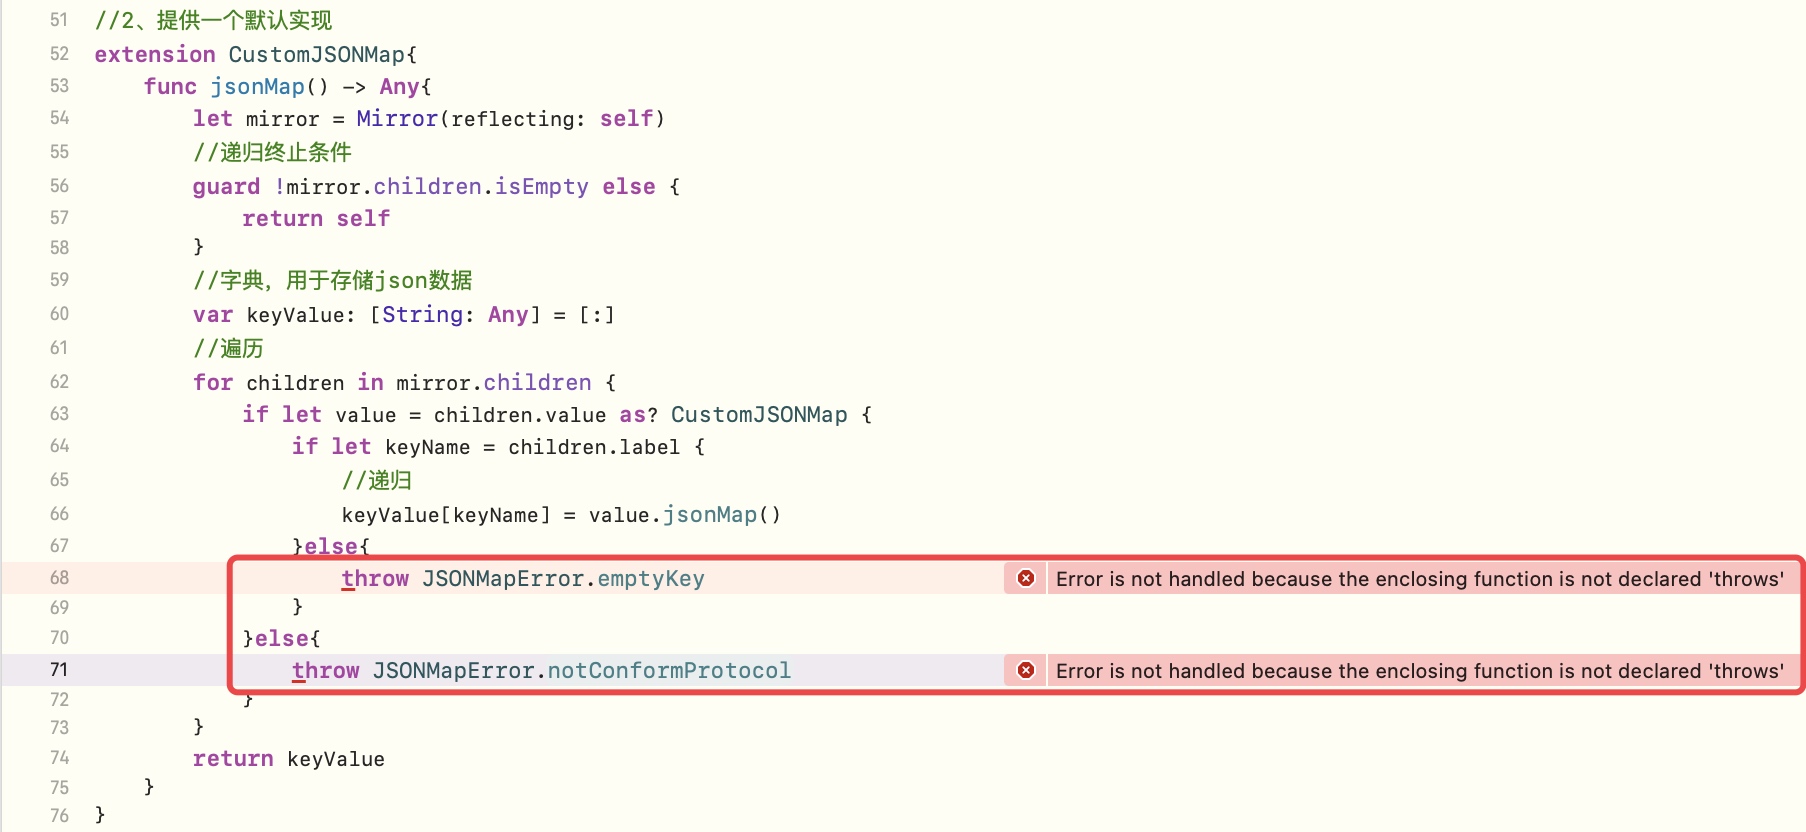 51 //2、提供一个默认实现
52 extension CustomJSONMap{
53 func jsonMap() -> Any{
54 let mirror = Mirror(reflecting: self)
55 //递归终止条件
56 guard !mirror.children.isEmpty else {
57 return self
58 }
59 //字典，用于存储json数据
60 var keyValue: [String: Any] = [:]
61 //遍历
62 for children in mirror.children {
63 if let value = children.value as? CustomJSONMap {
64 if let keyName = children.label {
65 //递归
66 keyValue[keyName] = value.jsonMap()
67 }else{
68 throw JSONMapError.emptyKey Error is not handled because the enclosing function is not declared 'throws'
69 }
70 }else{
71 throw JSONMapError.notConformProtocol Error is not handled because the enclosing function is not declared 'throws'
72 }
73 }
74 return keyValue
75 }
76 }